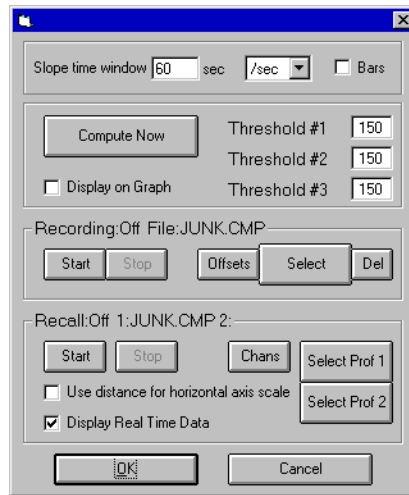 Slope time window 60 sec /sec Bars
Compute Now
Threshold #1 150
Threshold #2 150
Display on Graph Threshold #3 150
Recording:Off File:JUNK.CMP
Start Stop Offsets Select Del
Recall:Off 1:JUNK.CMP 2:
Start Stop Chans Select Prof 1
Use distance for horizontal axis scale
Select Prof 2
Display Real Time Data
OK Cancel